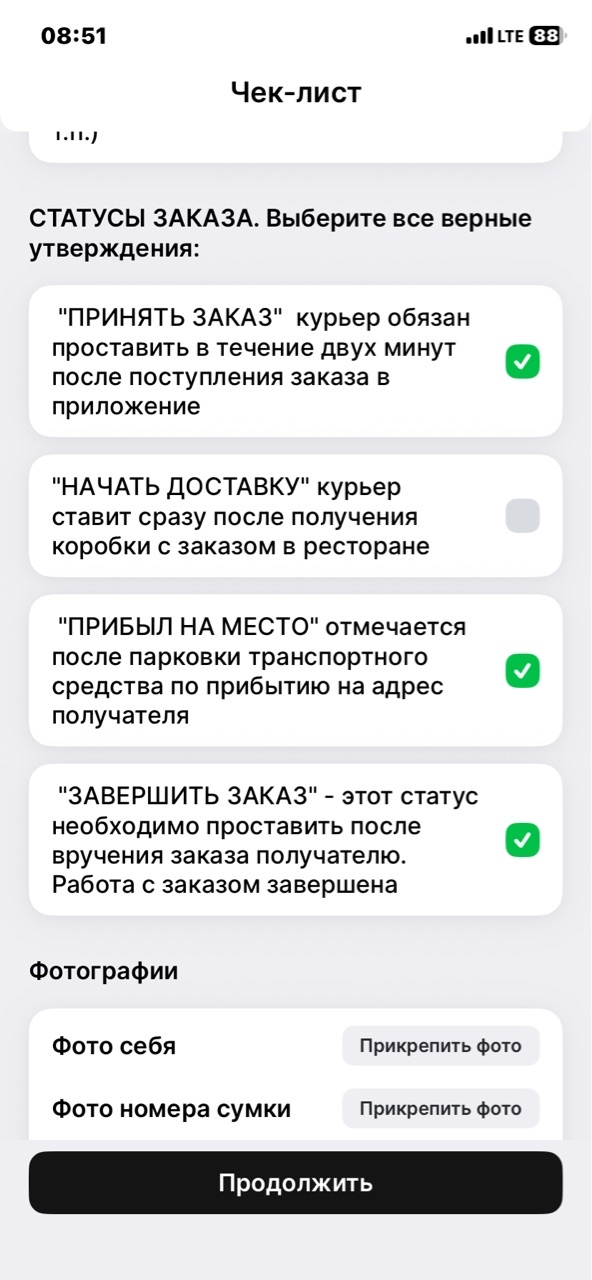 08:51
LTE 88
Чек-лист
т.п.)
СТАТУСЫ ЗАКАЗА. Выберите все верные
утверждения:
"ПРИНЯТЬ ЗАКАЗ"  курьер обязан
проставить в течение двух минут
после поступления заказа в
приложение
"НАЧАТЬ ДОСТАВКУ" курьер
ставит сразу после получения
коробки с заказом в ресторане
"ПРИБЫЛ НА МЕСТО" отмечается
после парковки транспортного
средства по прибытию на адрес
получателя
"ЗАВЕРШИТЬ ЗАКАЗ" - этот статус
необходимо проставить после
вручения заказа получателю.
Работа с заказом завершена
Фотографии
Фото себя Прикрепить фото
Фото номера сумки Прикрепить фото
Продолжить